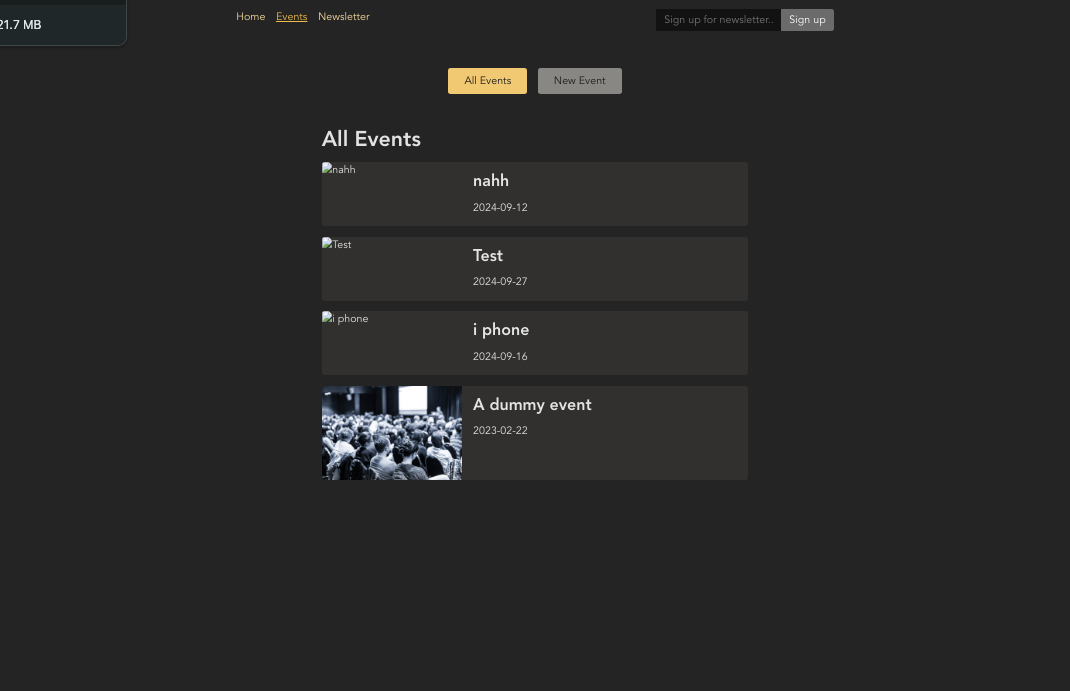 21.7 MB
Home Events Newsletter
Sign up for newsletter.. Sign up
All Events New Event
All Events
nahh
nahh
2024-09-12
Test
Test
2024-09-27
i phone
i phone
2024-09-16
A dummy event
2023-02-22